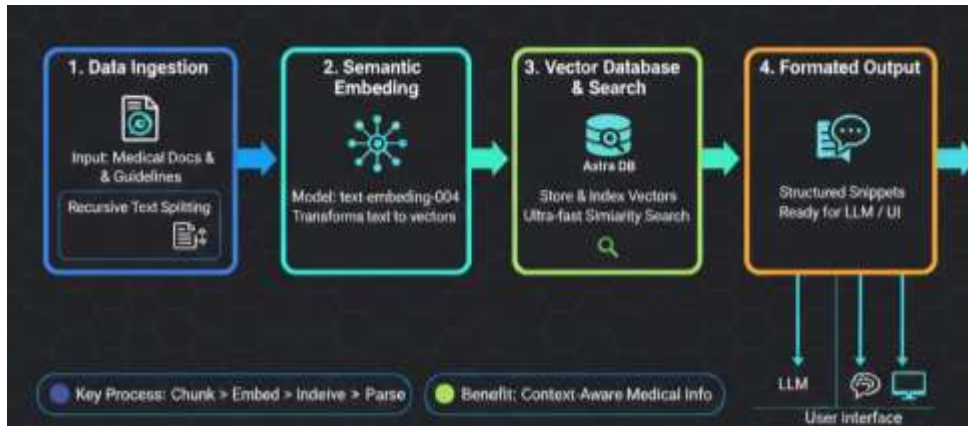 1. Data Ingestion
Input: Medical Docs &
& Guidelines
Recursive Text Splitting
2. Semantic
Embeding
Model: text-embeding-004
Transforms text to vectors
3. Vector Database
& Search
Astra DB
Store & Index Vectors
Ultra-fast Simiarity Search
4. Formated Output
Structured Snippets
Ready for LLM / UI
LLM
User interface
Key Process: Chunk > Embed > Indeive > Parse
Benefit: Context-Aware Medical Info